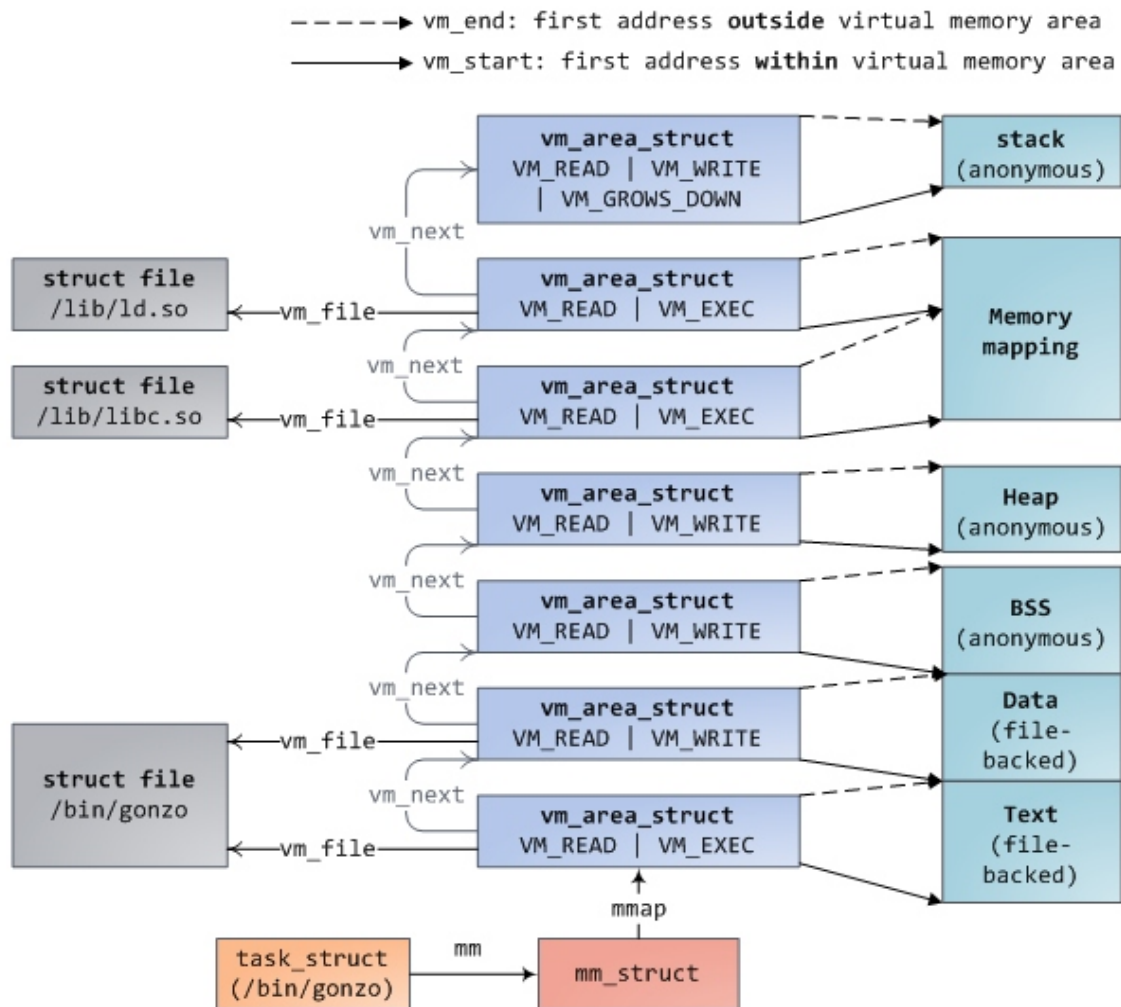 vm_end: first address outside virtual memory area
vm_start: first address within virtual memory area
vm_area_struct
VM_READ | VM_WRITE
| VM_GROWS_DOWN
stack
(anonymous)
vm_next
struct file
/lib/ld.so
vm_file
vm_area_struct
VM_READ | VM_EXEC
Memory
mapping
vm_next
struct file
/lib/libc.so
vm_file
vm_area_struct
VM_READ | VM_EXEC
vm_next
vm_area_struct
VM_READ | VM_WRITE
Heap
(anonymous)
vm_next
vm_area_struct
VM_READ | VM_WRITE
BSS
(anonymous)
vm_next
vm_area_struct
VM_READ | VM_WRITE
Data
(file-
backed)
vm_file
struct file
/bin/gonzo
vm_next
vm_area_struct
VM_READ | VM_EXEC
Text
(file-
backed)
vm_file
mmap
task_struct
(/bin/gonzo)
mm
mm_struct